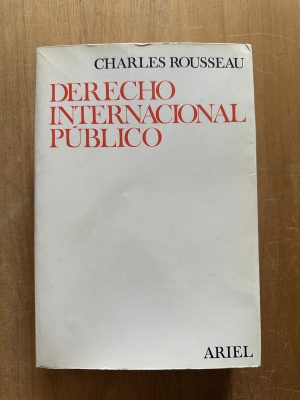 CHARLES ROUSSEAU
DERECHO
INTERNACIONAL
PÚBLICO
ARIEL